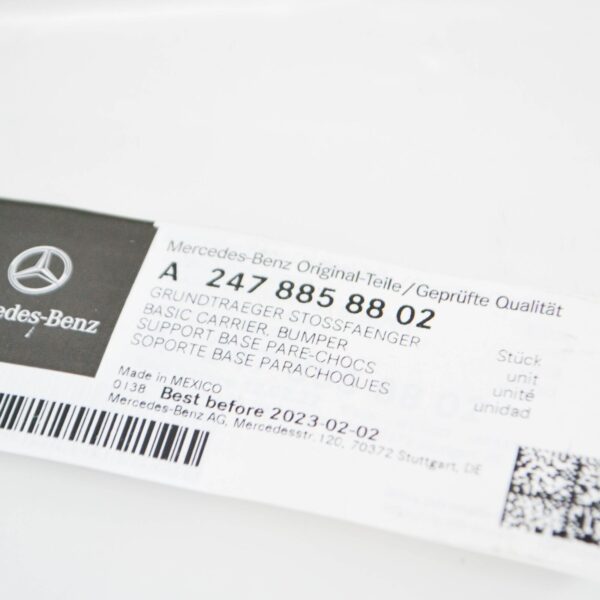 edes-Benz
Mercedes-Benz Original-Teile/Geprüfte Qualität
A 247 885 88 02
GRUNDTRAEGER STOSSFAENGER
BASIC CARRIER, BUMPER
SUPPORT BASE PARE-CHOCS
SOPORTE BASE PARACHOQUES
Stück
unit
unité
unidad
Made in MEXICO
0138 Best before 2023-02-02
Mercedes-Benz AG, Mercedesstr. 120, 70372 Stuttgart, DE